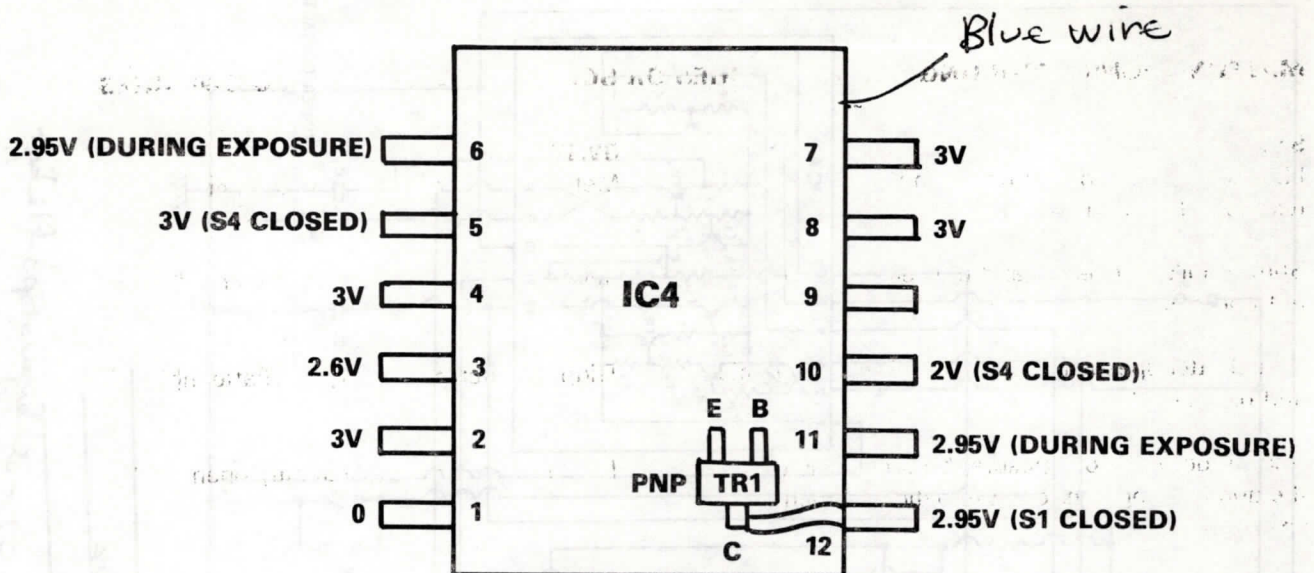 Blue wire
2.95V (DURING EXPOSURE) 6 7 3V
3V (S4 CLOSED) 5 8 3V
3V 4 IC4 9
2.6V 3 10 2V (S4 CLOSED)
E B
3V 2 11 2.95V (DURING EXPOSURE)
PNP TR1
0 1 12 2.95V (S1 CLOSED)
C